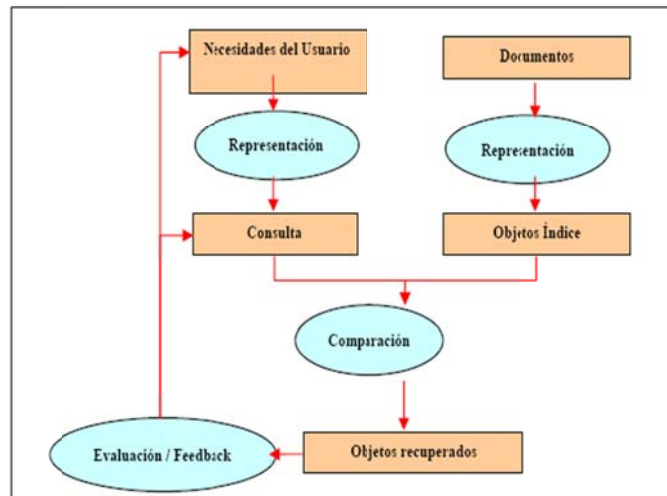 Necesidades del Usuario
Documentos
Representación
Representación
Consulta
Objetos Índice
Comparación
Evaluación / Feedback
Objetos recuperados